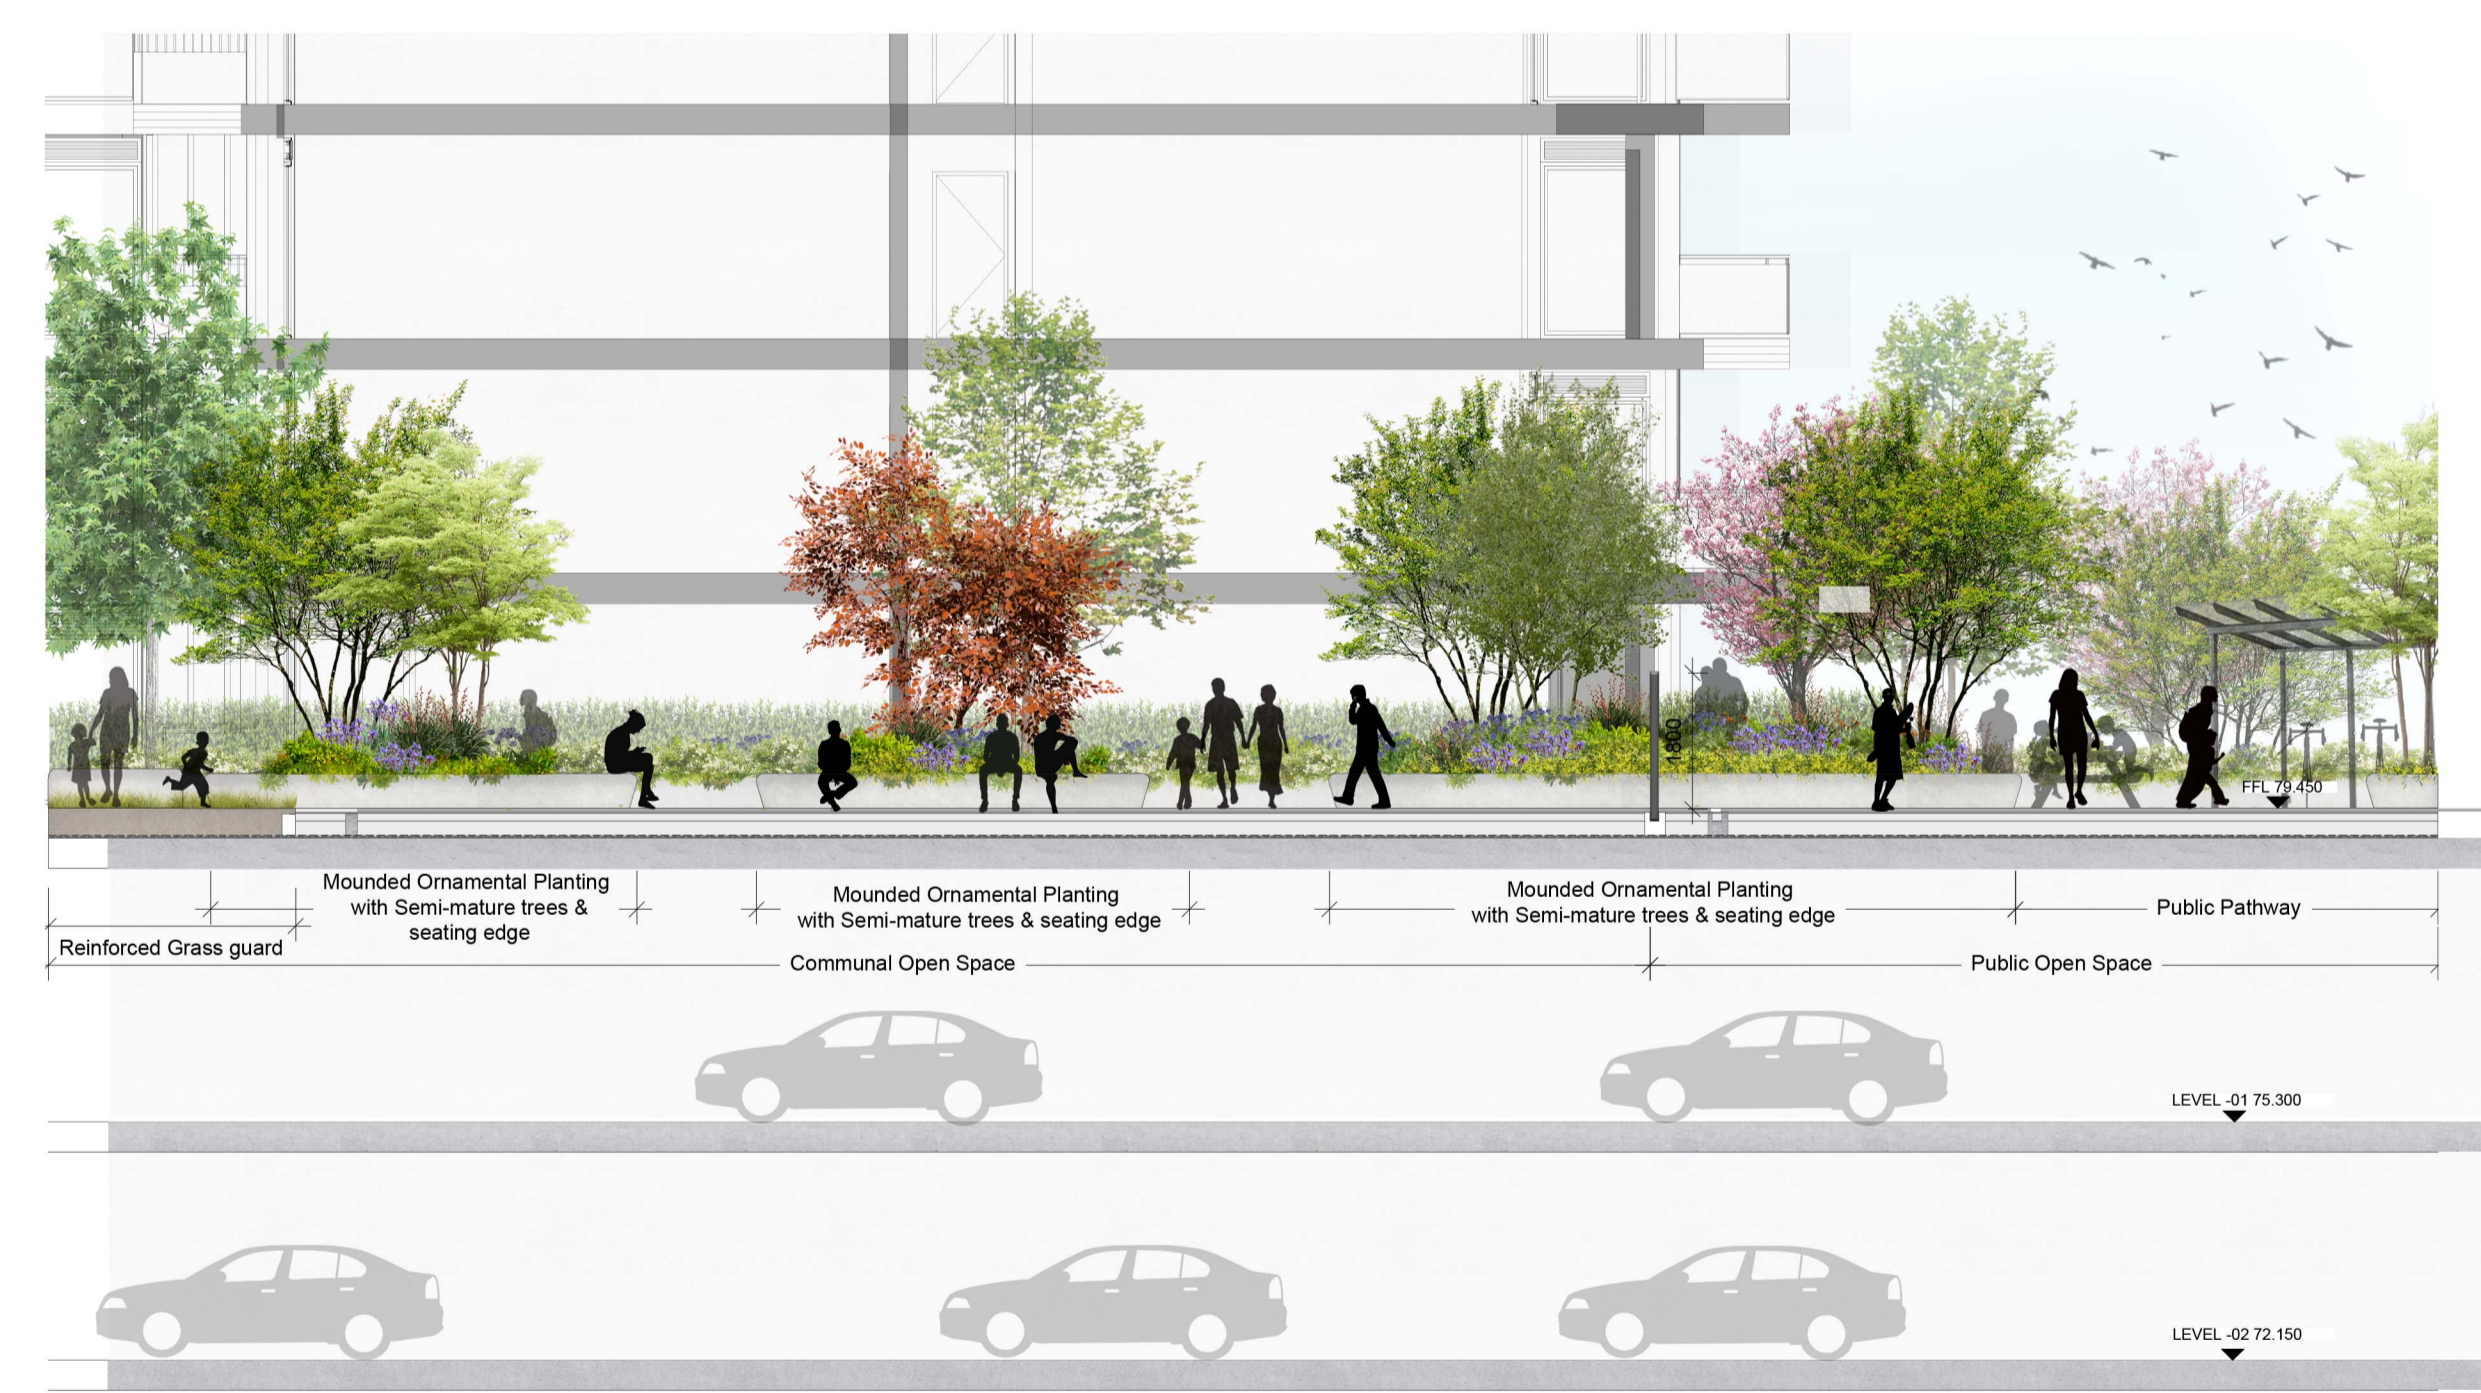 1800
FFL 79.450
Mounded Ornamental Planting
with Semi-mature trees &
seating edge
Mounded Ornamental Planting
with Semi-mature trees & seating edge
Mounded Ornamental Planting
with Semi-mature trees & seating edge
Public Pathway
Reinforced Grass guard
Communal Open Space
Public Open Space
LEVEL -01 75.300
LEVEL -02 72.150